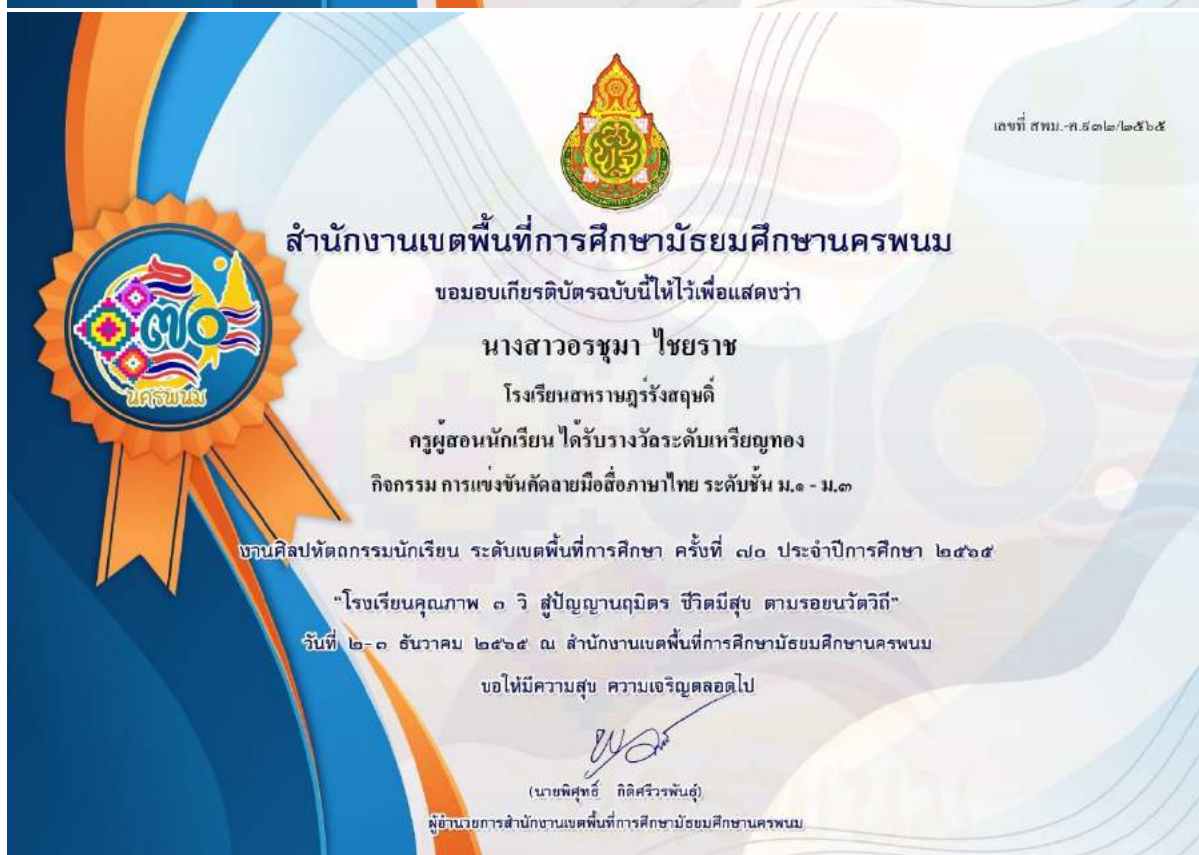 เลขที่ สพม.-ค.๕๓๒/๒๕๖๕
สำนักงานเขตพื้นที่การศึกษามัธยมศึกษานครพนม
ขอมอบเกียรติบัตรฉบับนี้ให้ไว้เพื่อแสดงว่า
นางสาวอรชุมา ไชยราช
โรงเรียนสหราษฎร์รังสฤษดิ์
ครูผู้สอนนักเรียน ได้รับรางวัลระดับเหรียญทอง
กิจกรรม การแข่งขันคัดลายมือสื่อภาษาไทย ระดับชั้น ม.๑ - ม.๓
งานศิลปหัตถกรรมนักเรียน ระดับเขตพื้นที่การศึกษา ครั้งที่ ๗๐ ประจำปีการศึกษา ๒๕๖๕
"โรงเรียนคุณภาพ ๓ วิ สู่ปัญญานฤมิตร ชีวิตมีสุข ตามรอยนวัตวิถี"
วันที่ ๒-๓ ธันวาคม ๒๕๖๕ ณ สำนักงานเขตพื้นที่การศึกษามัธยมศึกษานครพนม
ขอให้มีความสุข ความเจริญตลอดไป
(นายพิศุทธิ์ กิติศรีวรพันธุ์)
ผู้อำนวยการสำนักงานเขตพื้นที่การศึกษามัธยมศึกษานครพนม
๗๐
นครพนม